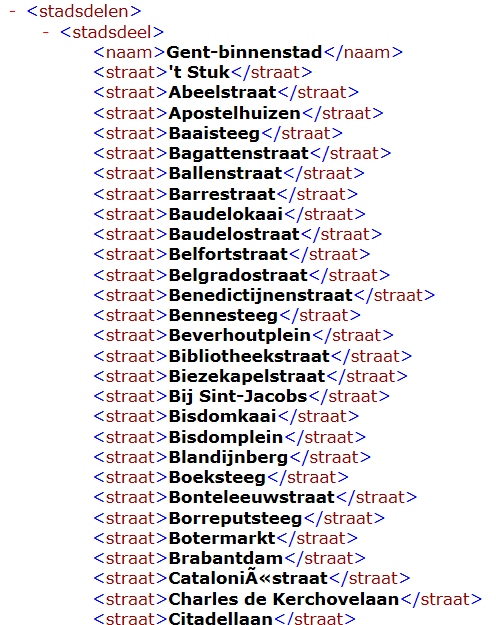 - <stadsdelen>
- <stadsdeel>
<naam>Gent-binnenstad</naam>
<straat>'t Stuk</straat>
<straat>Abeelstraat</straat>
<straat>Apostelhuizen</straat>
<straat>Baaisteeg</straat>
<straat>Bagattenstraat</straat>
<straat>Ballenstraat</straat>
<straat>Barrestraat</straat>
<straat>Baudelokaai</straat>
<straat>Baudelostraat</straat>
<straat>Belfortstraat</straat>
<straat>Belgradostraat</straat>
<straat>Benedictijnenstraat</straat>
<straat>Bennesteeg</straat>
<straat>Beverhoutplein</straat>
<straat>Bibliotheekstraat</straat>
<straat>Biezekapelstraat</straat>
<straat>Bij Sint-Jacobs</straat>
<straat>Bisdomkaai</straat>
<straat>Bisdomplein</straat>
<straat>Blandijnberg</straat>
<straat>Boeksteeg</straat>
<straat>Bonteleeuwstraat</straat>
<straat>Borreputsteeg</straat>
<straat>Botermarkt</straat>
<straat>Brabantdam</straat>
<straat>CataloniÃ«straat</straat>
<straat>Charles de Kerchovelaan</straat>
<straat>Citadellaan</straat>